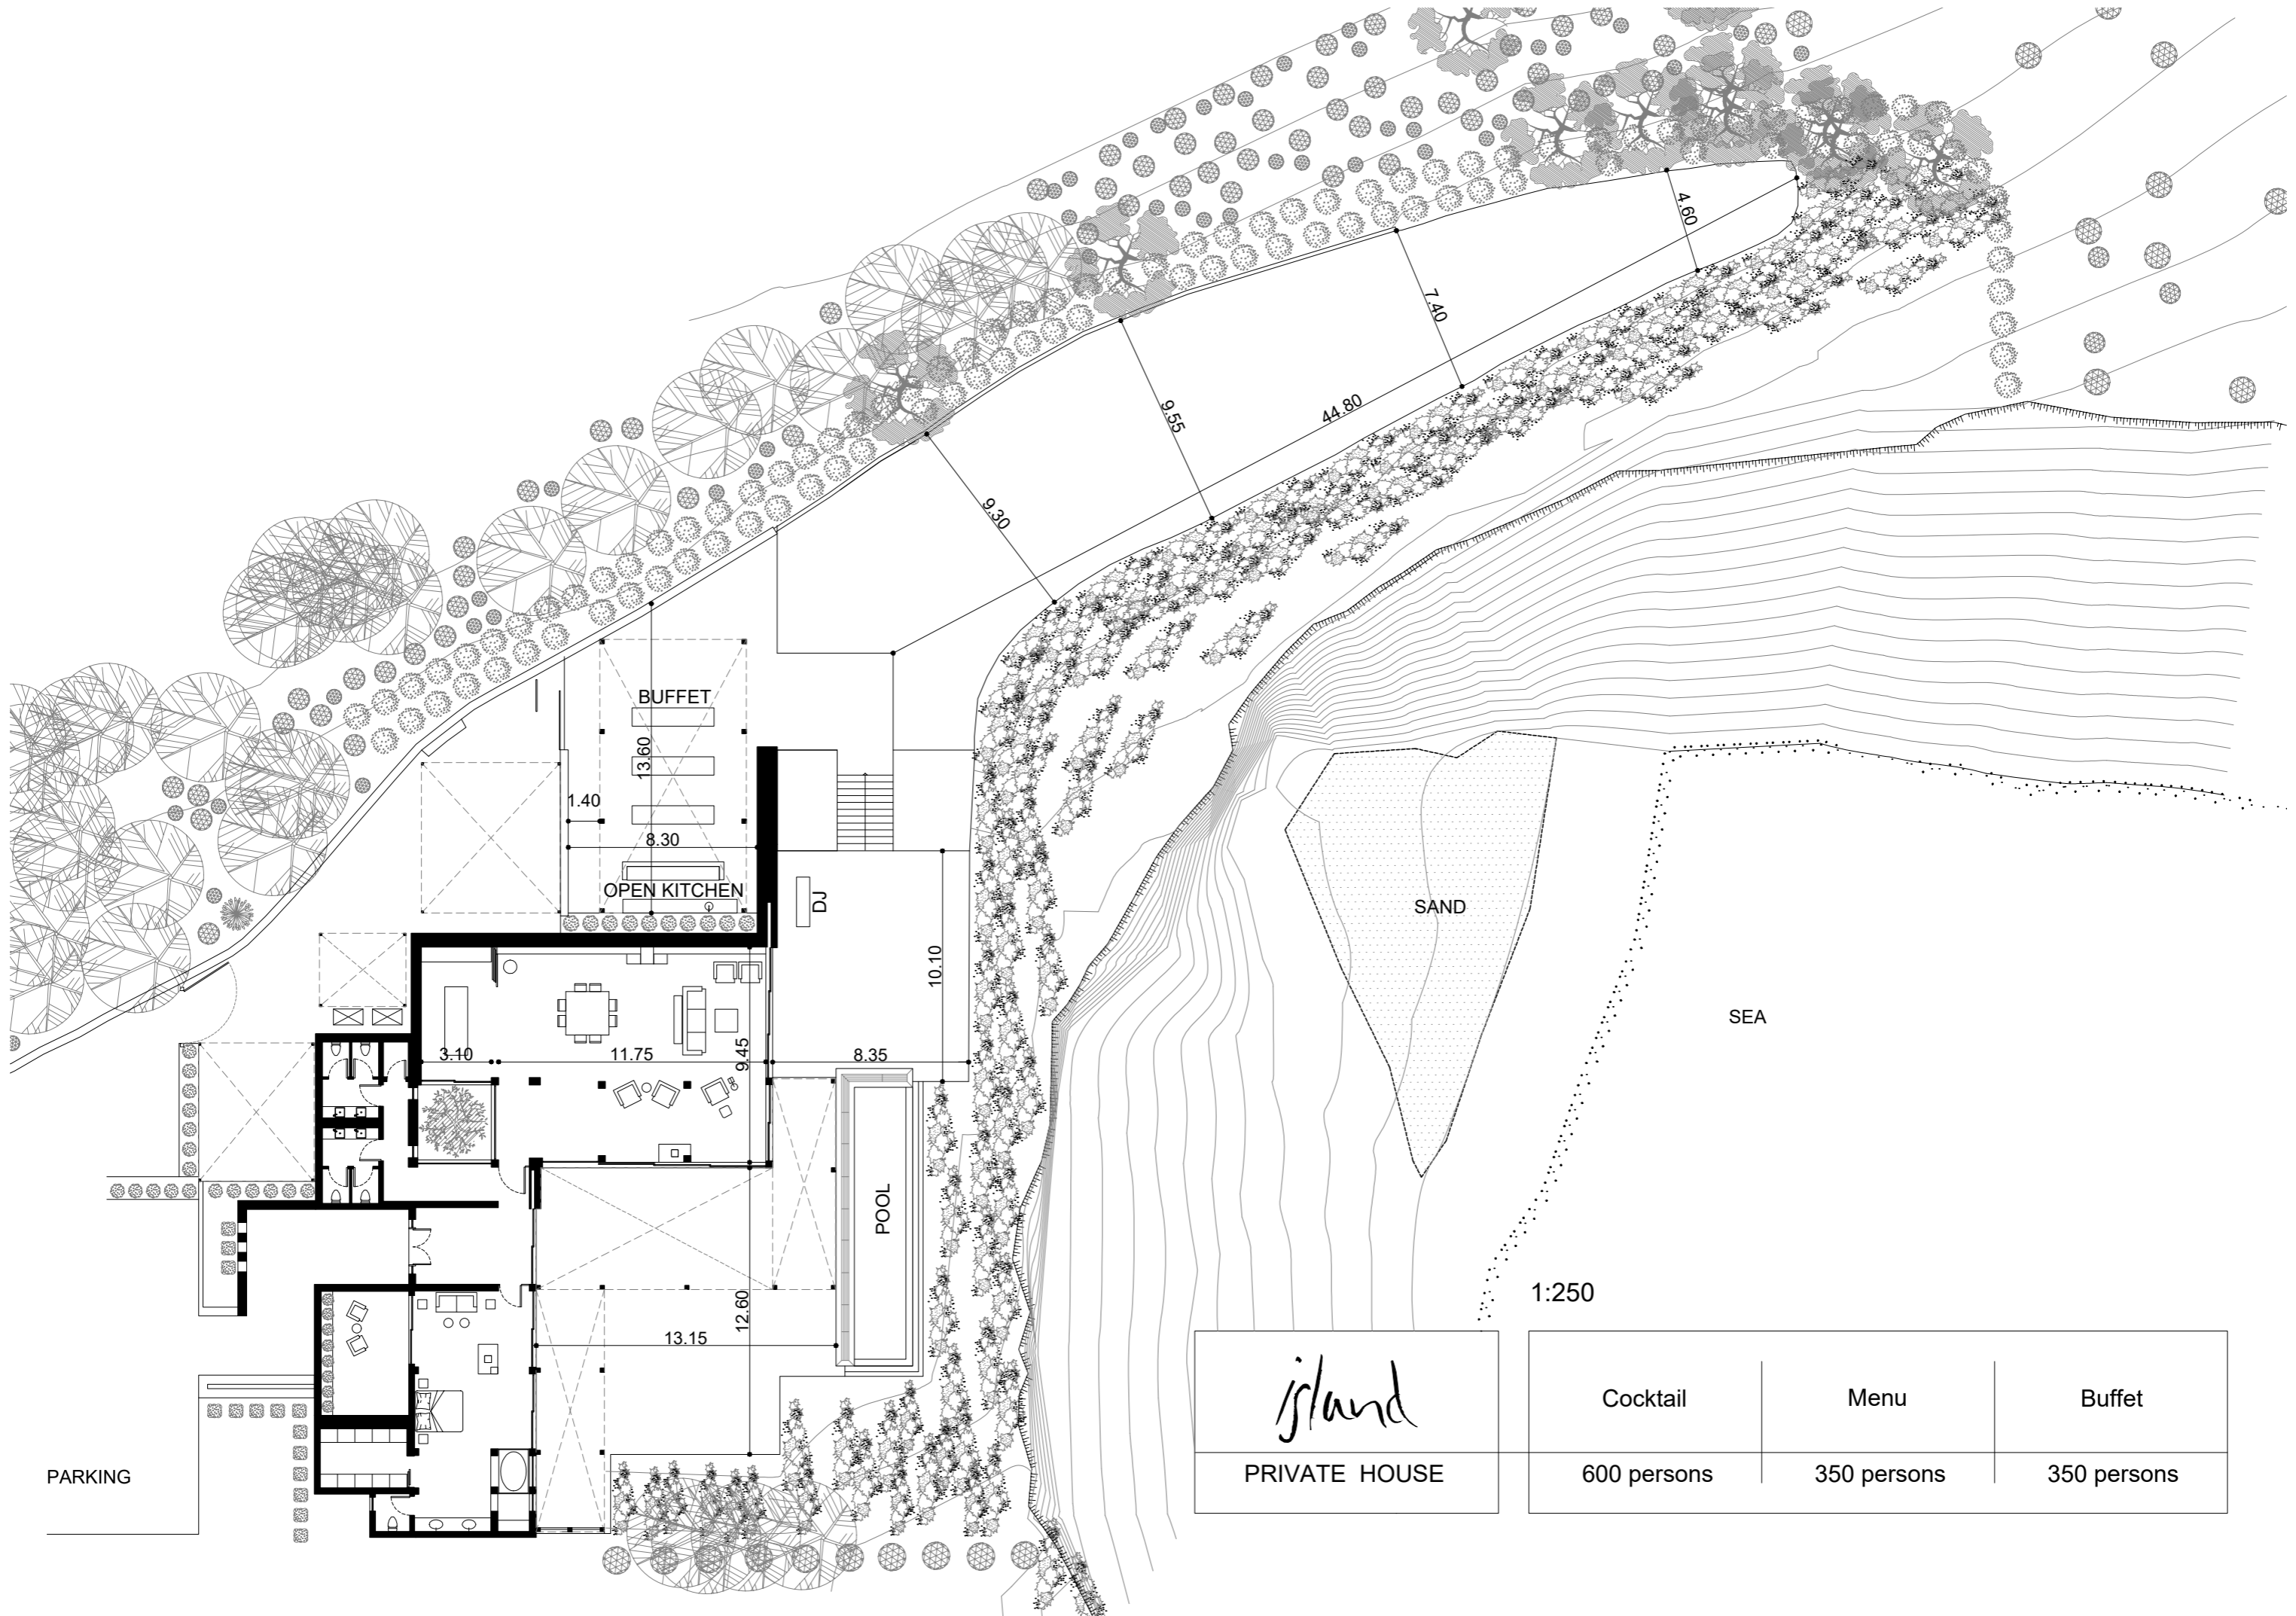 4.60
7.40
9.55
44.80
9.30
BUFFET
13.60
1.40
8.30
OPEN KITCHEN
DJ
SAND
10.10
SEA
3.10
11.75
9.45
8.35
POOL
1:250
12.60
13.15
island
Cocktail
Menu
Buffet
PARKING
PRIVATE HOUSE
600 persons
350 persons
350 persons